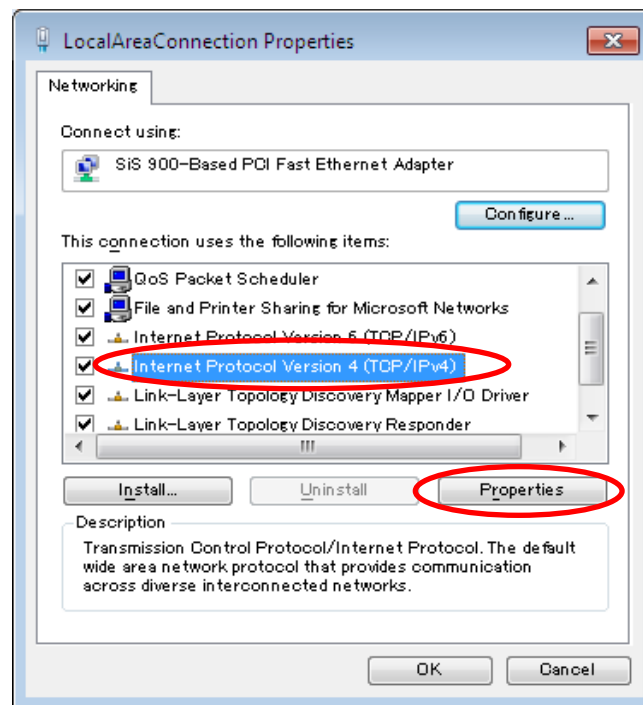 LocalAreaConnection Properties
Networking
Connect using:
SiS 900-Based PCI Fast Ethernet Adapter
Configure...
This connection uses the following items:
QoS Packet Scheduler
File and Printer Sharing for Microsoft Networks
Internet Protocol Version 6 (TCP/IPv6)
Internet Protocol Version 4 (TCP/IPv4)
Link-Layer Topology Discovery Mapper I/O Driver
Link-Layer Topology Discovery Responder
Install...
Uninstall
Properties
Description
Transmission Control Protocol/Internet Protocol. The default
wide area network protocol that provides communication
across diverse interconnected networks.
OK
Cancel